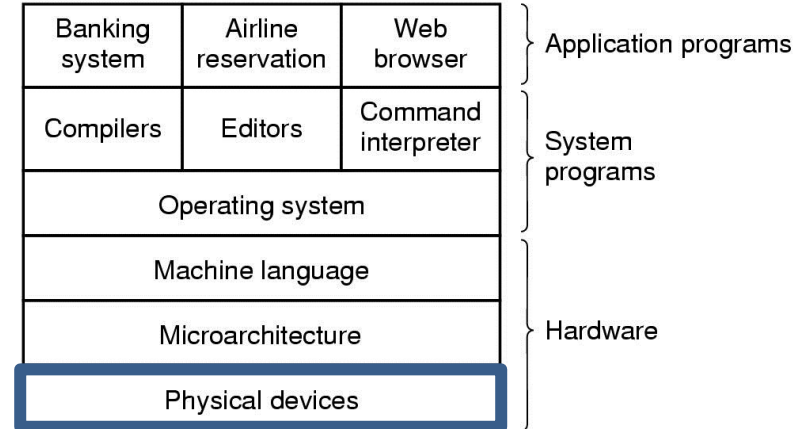 Banking system
Airline reservation
Web browser
Application programs
Compilers
Editors
Command interpreter
System programs
Operating system
Machine language
Microarchitecture
Hardware
Physical devices